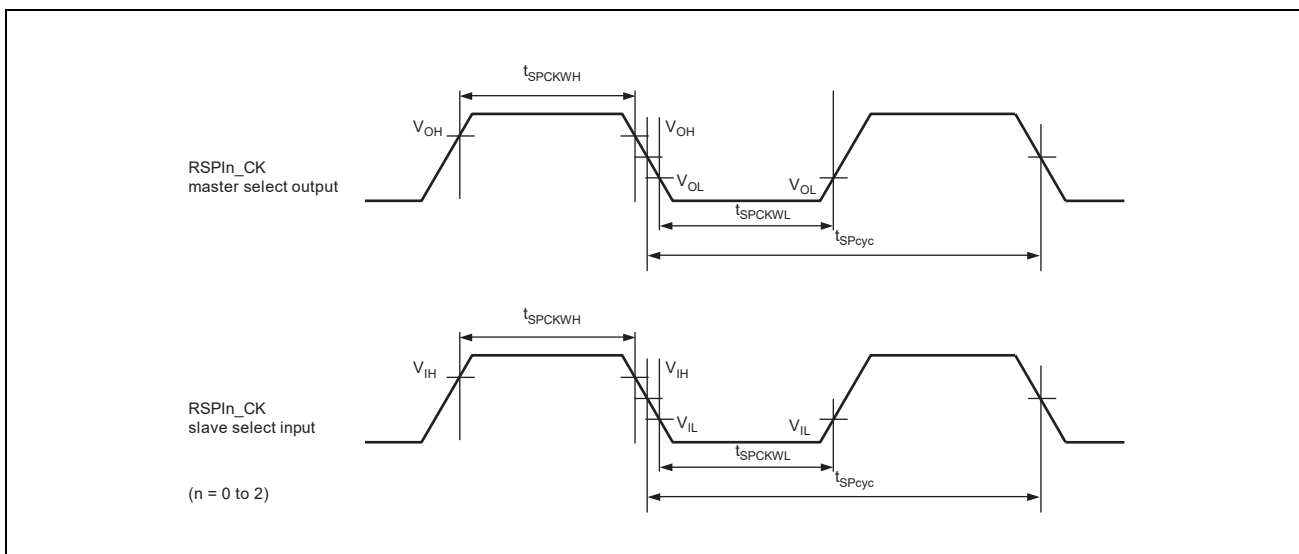 tSPCKWH
VOH
VOH
RSPIn_CK
master select output
VOL
VOL
tSPCKWL
tSPcyc
tSPCKWH
VIH
VIH
RSPIn_CK
slave select input
VIL
VIL
tSPCKWL
tSPcyc
(n = 0 to 2)